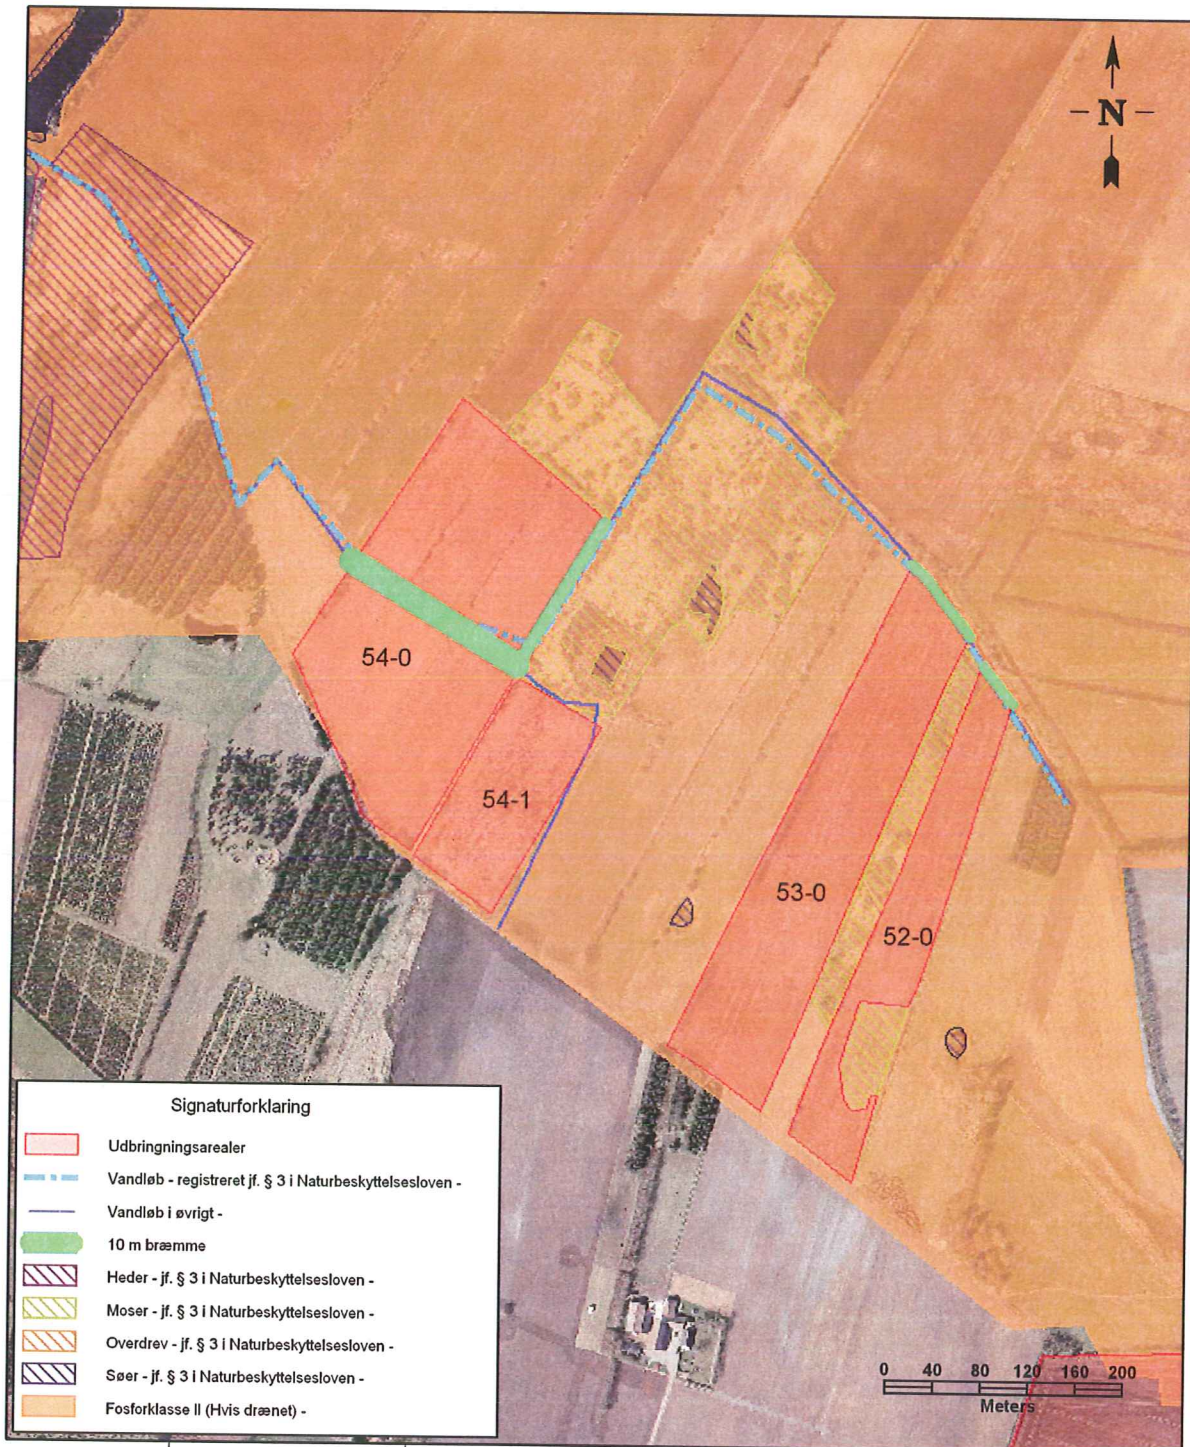 N
54-0
54-1
53-0
52-0
Signaturforklaring
Udbringningsarealer
Vandløb - registreret jf. § 3 i Naturbeskyttelsesloven -
Vandløb i øvrigt -
10 m bræmme
Heder - jf. § 3 i Naturbeskyttelsesloven -
Moser - jf. § 3 i Naturbeskyttelsesloven -
Overdrev - jf. § 3 i Naturbeskyttelsesloven -
Søer - jf. § 3 i Naturbeskyttelsesloven -
Fosforklasse II (Hvis drænet) -
0 40 80 120 160 200
Meters